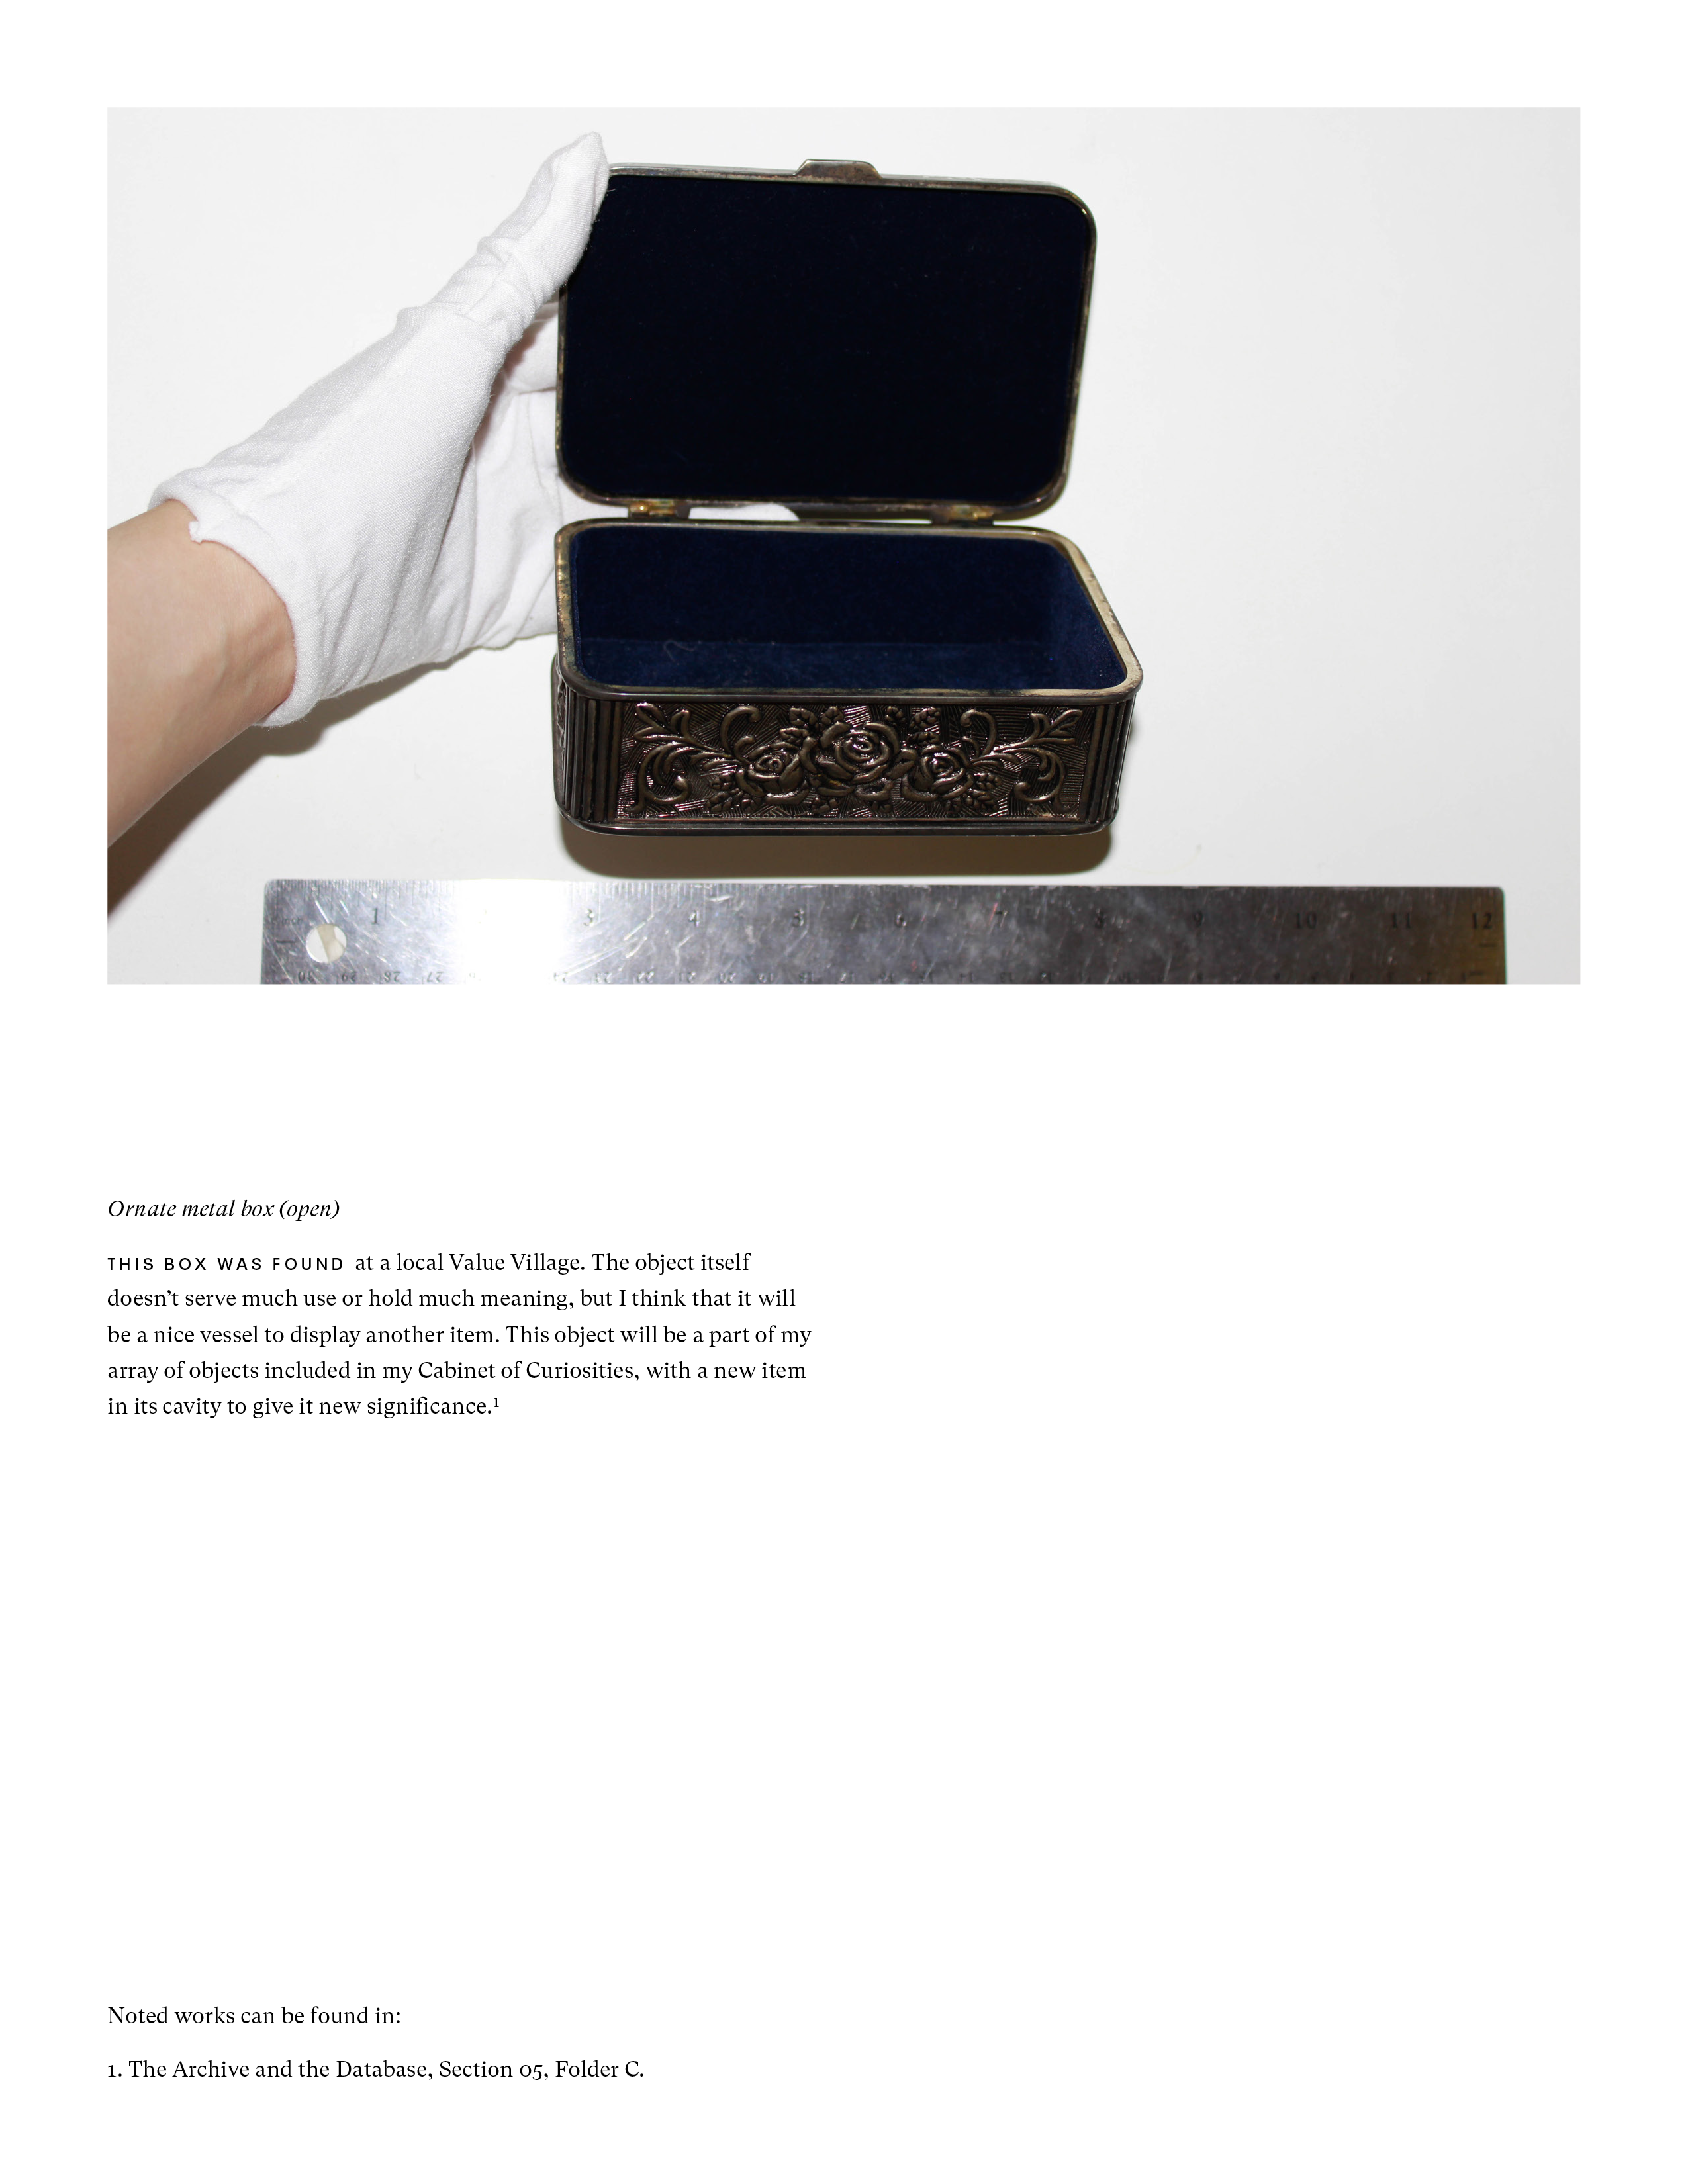 1 3 4 5 6 7 8 9 10 11 12
30 29 28 27
Ornate metal box (open)
THIS BOX WAS FOUND at a local Value Village. The object itself
doesn’t serve much use or hold much meaning, but I think that it will
be a nice vessel to display another item. This object will be a part of my
array of objects included in my Cabinet of Curiosities, with a new item
in its cavity to give it new significance.¹
Noted works can be found in:
1. The Archive and the Database, Section 05, Folder C.